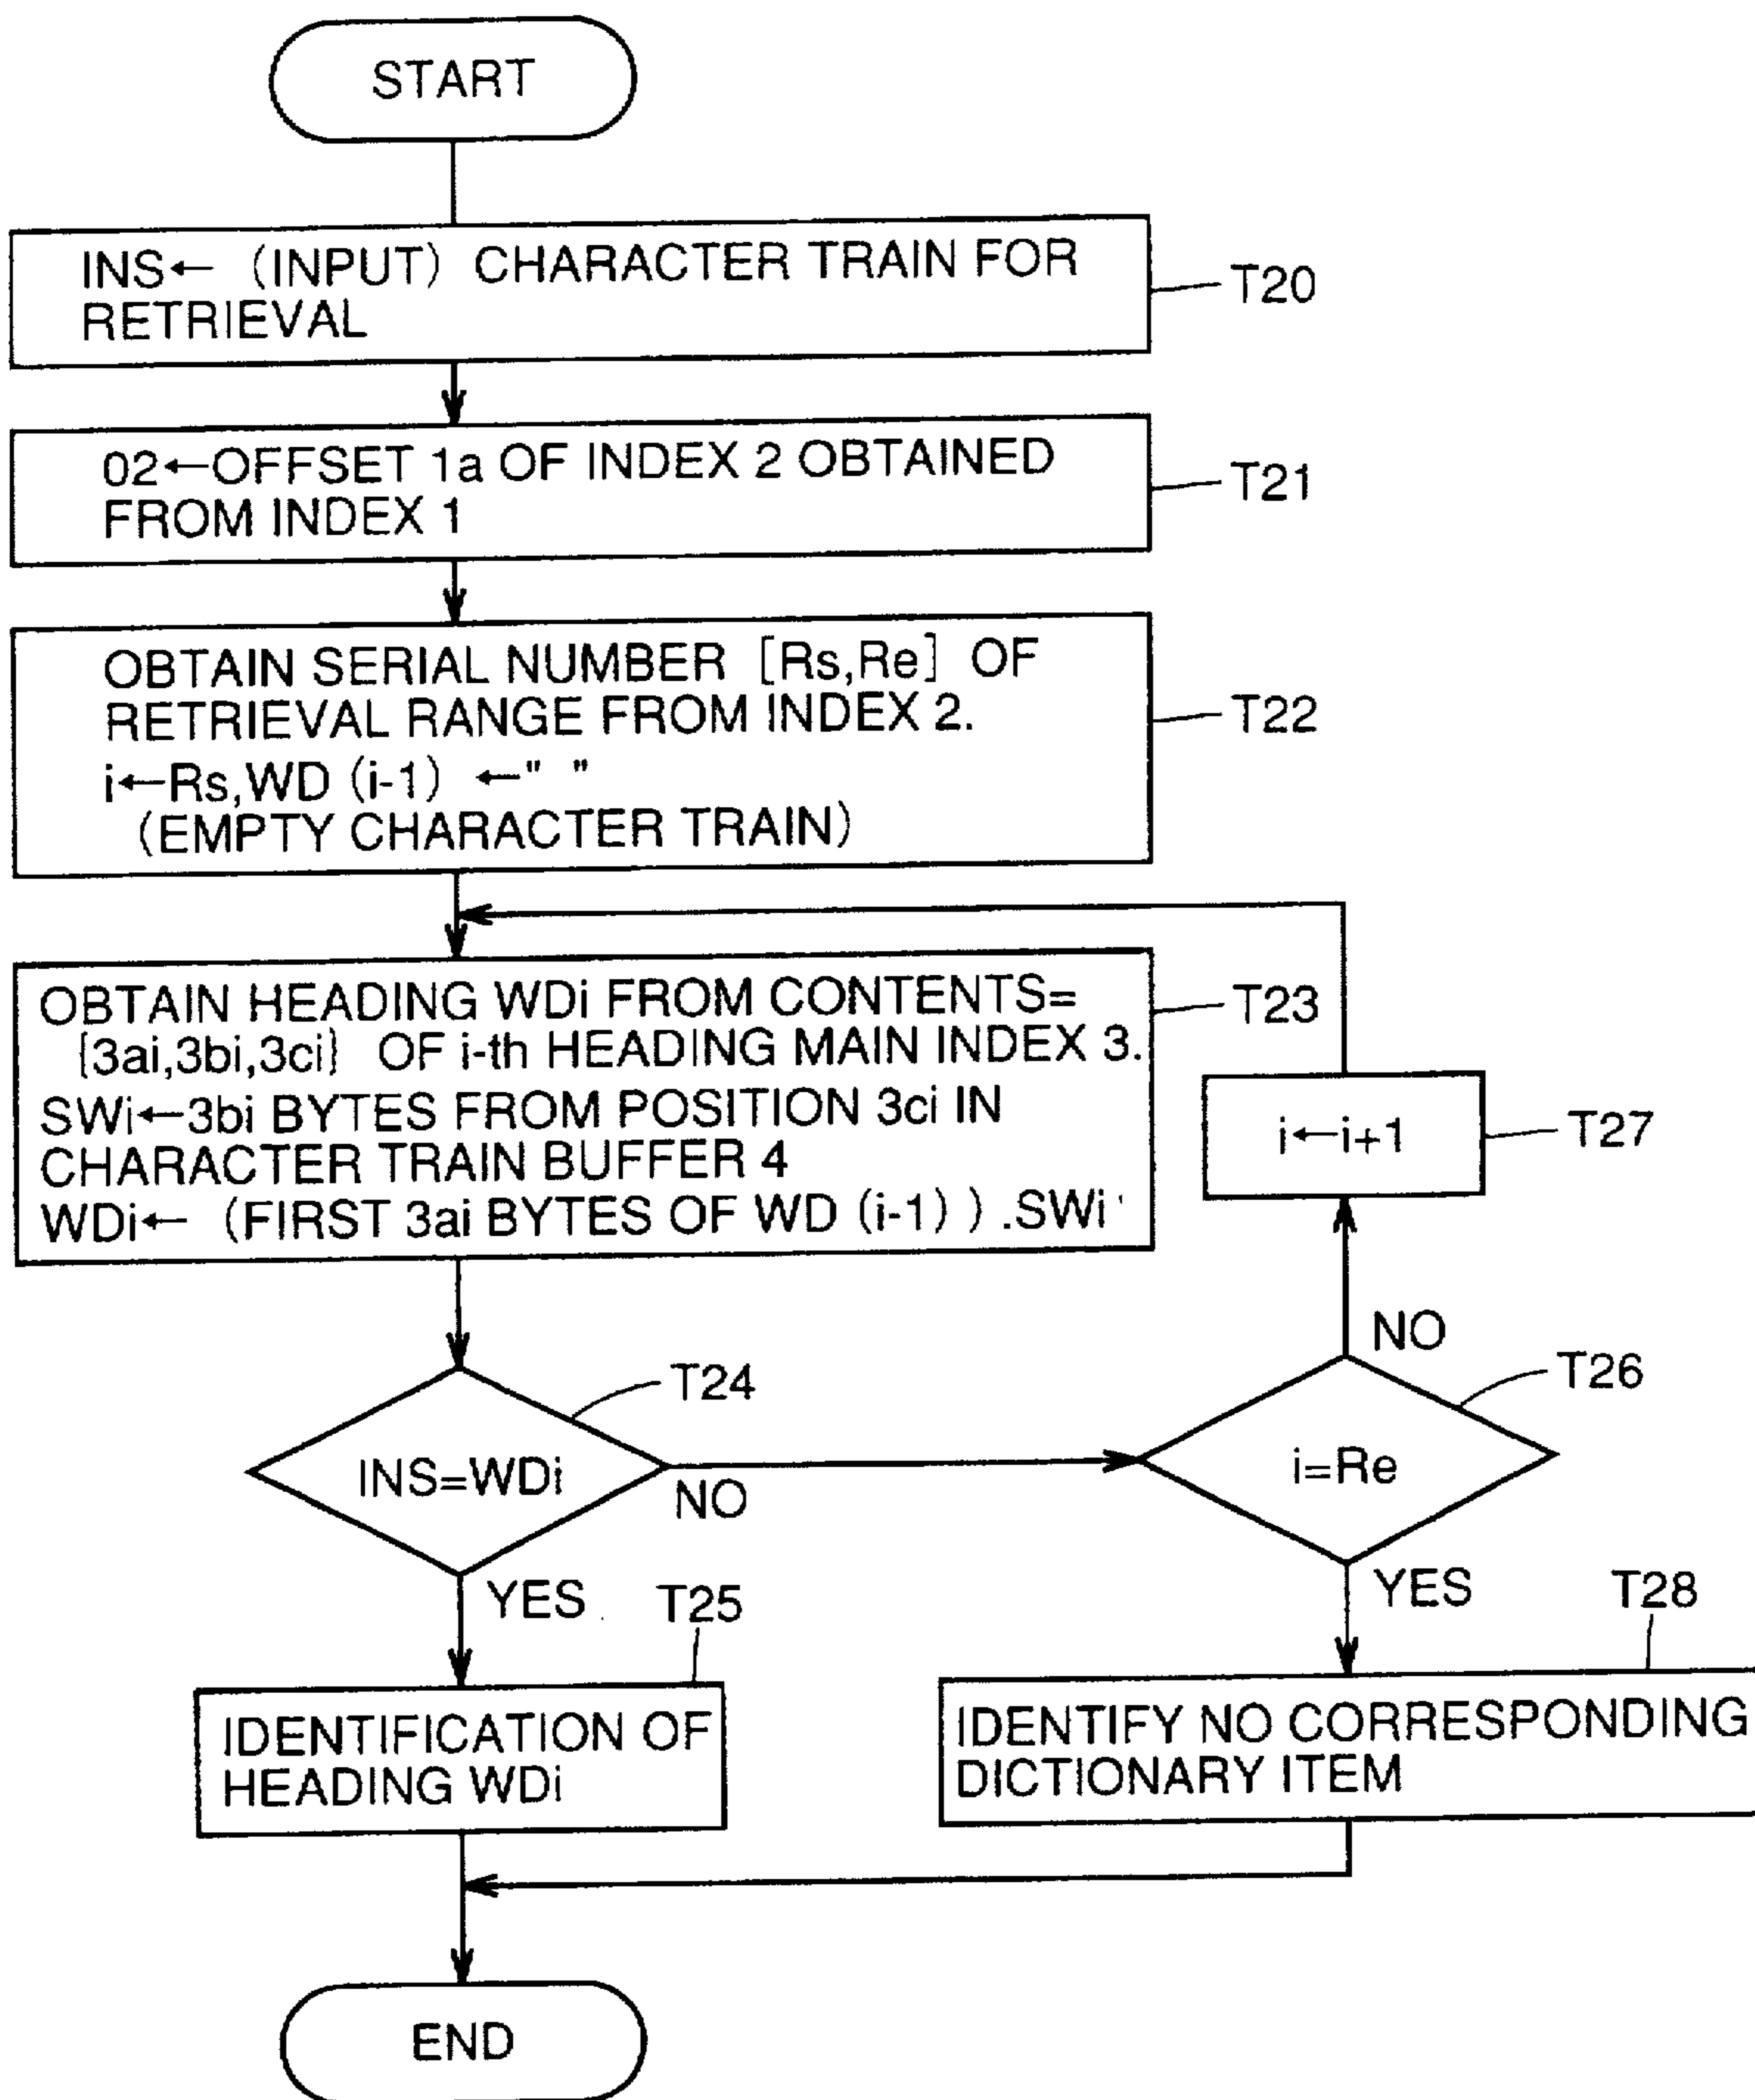 START
INS← (INPUT) CHARACTER TRAIN FOR
RETRIEVAL
T20
02←OFFSET 1a OF INDEX 2 OBTAINED
FROM INDEX 1
T21
OBTAIN SERIAL NUMBER [Rs,Re] OF
RETRIEVAL RANGE FROM INDEX 2.
i←Rs,WD (i-1) ←" "
(EMPTY CHARACTER TRAIN)
T22
OBTAIN HEADING WDi FROM CONTENTS=
{3ai,3bi,3ci} OF i-th HEADING MAIN INDEX 3.
SWi←3bi BYTES FROM POSITION 3ci IN
CHARACTER TRAIN BUFFER 4
WDi← (FIRST 3ai BYTES OF WD (i-1) ) .SWi
T23
i←i+1
T27
NO
T24
T26
INS=WDi
NO
i=Re
YES
T25
YES
T28
IDENTIFICATION OF
HEADING WDi
IDENTIFY NO CORRESPONDING
DICTIONARY ITEM
END